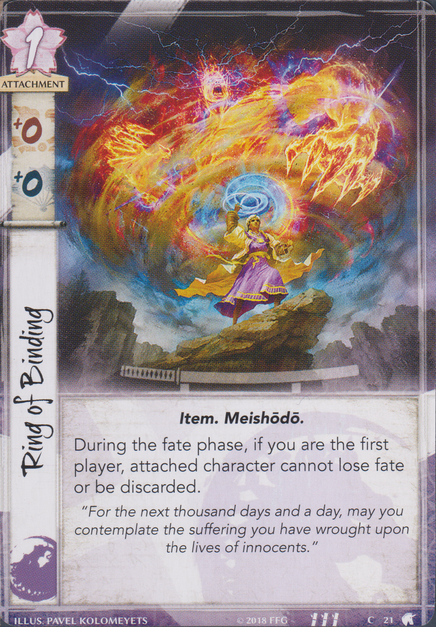 1
ATTACHMENT
+0
+0
Ring of Binding
Item. Meishōdō.
During the fate phase, if you are the first
player, attached character cannot lose fate
or be discarded.
“For the next thousand days and a day, may you
contemplate the suffering you have wrought upon
the lives of innocents.”
ILLUS. PAVEL KOLOMEYETS © 2018 FFG C 21